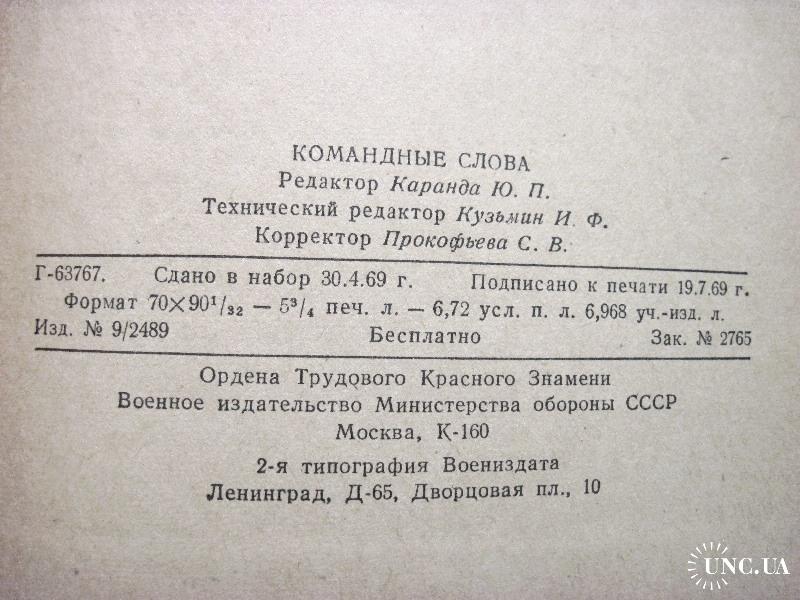 КОМАНДНЫЕ СЛОВА
Редактор Каранда Ю. П.
Технический редактор Кузьмин И. Ф.
Корректор Прокофьева С. В.
Г-63767. Сдано в набор 30.4.69 г. Подписано к печати 19.7.69 г.
Формат 70×90¹/₃₂ — 5³/₄ печ. л. — 6,72 усл. п. л. 6,968 уч.-изд. л.
Изд. № 9/2489 Бесплатно Зак. № 2765
Ордена Трудового Красного Знамени
Военное издательство Министерства обороны СССР
Москва, К-160
2-я типография Воениздата
Ленинград, Д-65, Дворцовая пл., 10
UNC.UA